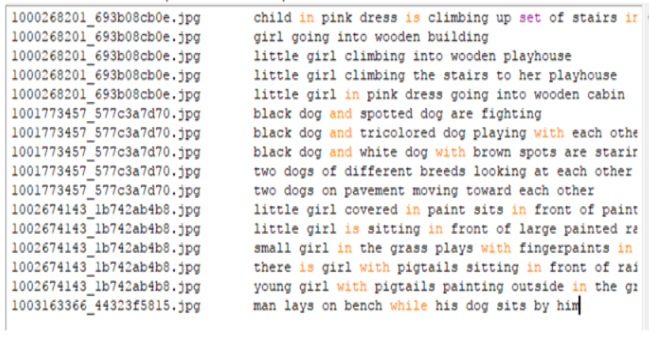 1000268201_693b08cb0e.jpg child in pink dress is climbing up set of stairs in
1000268201_693b08cb0e.jpg girl going into wooden building
1000268201_693b08cb0e.jpg little girl climbing into wooden playhouse
1000268201_693b08cb0e.jpg little girl climbing the stairs to her playhouse
1000268201_693b08cb0e.jpg little girl in pink dress going into wooden cabin
1001773457_577c3a7d70.jpg black dog and spotted dog are fighting
1001773457_577c3a7d70.jpg black dog and tricolored dog playing with each othe
1001773457_577c3a7d70.jpg black dog and white dog with brown spots are starin
1001773457_577c3a7d70.jpg two dogs of different breeds looking at each other
1001773457_577c3a7d70.jpg two dogs on pavement moving toward each other
1002674143_1b742ab4b8.jpg little girl covered in paint sits in front of paint
1002674143_1b742ab4b8.jpg little girl is sitting in front of large painted ra
1002674143_1b742ab4b8.jpg small girl in the grass plays with fingerpaints in
1002674143_1b742ab4b8.jpg there is girl with pigtails sitting in front of rai
1002674143_1b742ab4b8.jpg young girl with pigtails painting outside in the gr
1003163366_44323f5815.jpg man lays on bench while his dog sits by him